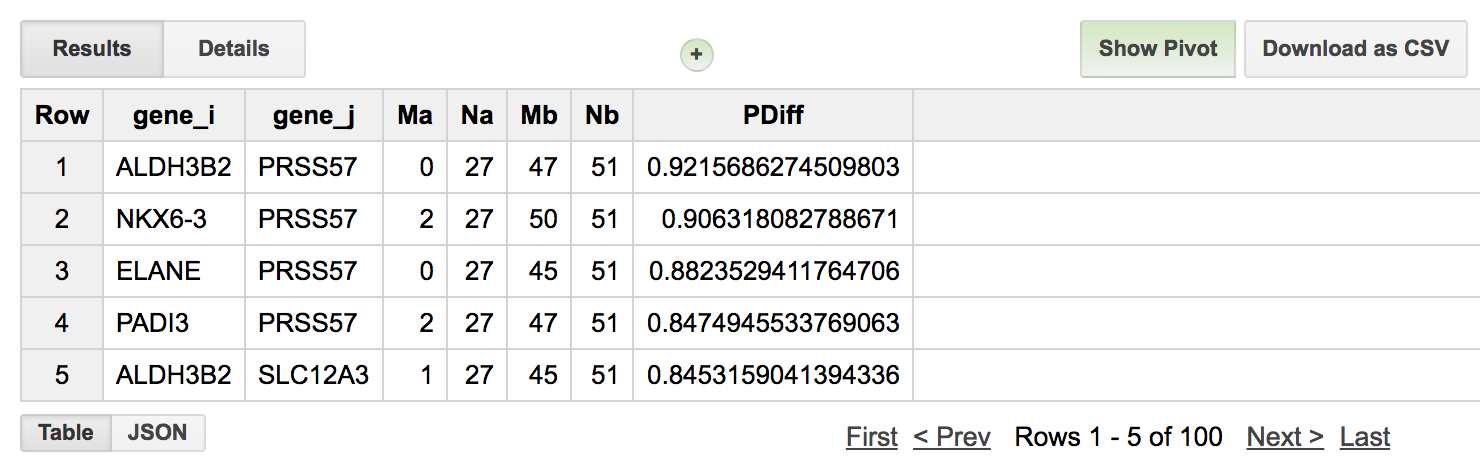 Results Details + Show Pivot Download as CSV
Row gene_i gene_j Ma Na Mb Nb PDiff
1 ALDH3B2 PRSS57 0 27 47 51 0.9215686274509803
2 NKX6-3 PRSS57 2 27 50 51 0.906318082788671
3 ELANE PRSS57 0 27 45 51 0.8823529411764706
4 PADI3 PRSS57 2 27 47 51 0.8474945533769063
5 ALDH3B2 SLC12A3 1 27 45 51 0.8453159041394336
Table JSON First < Prev Rows 1 - 5 of 100 Next > Last